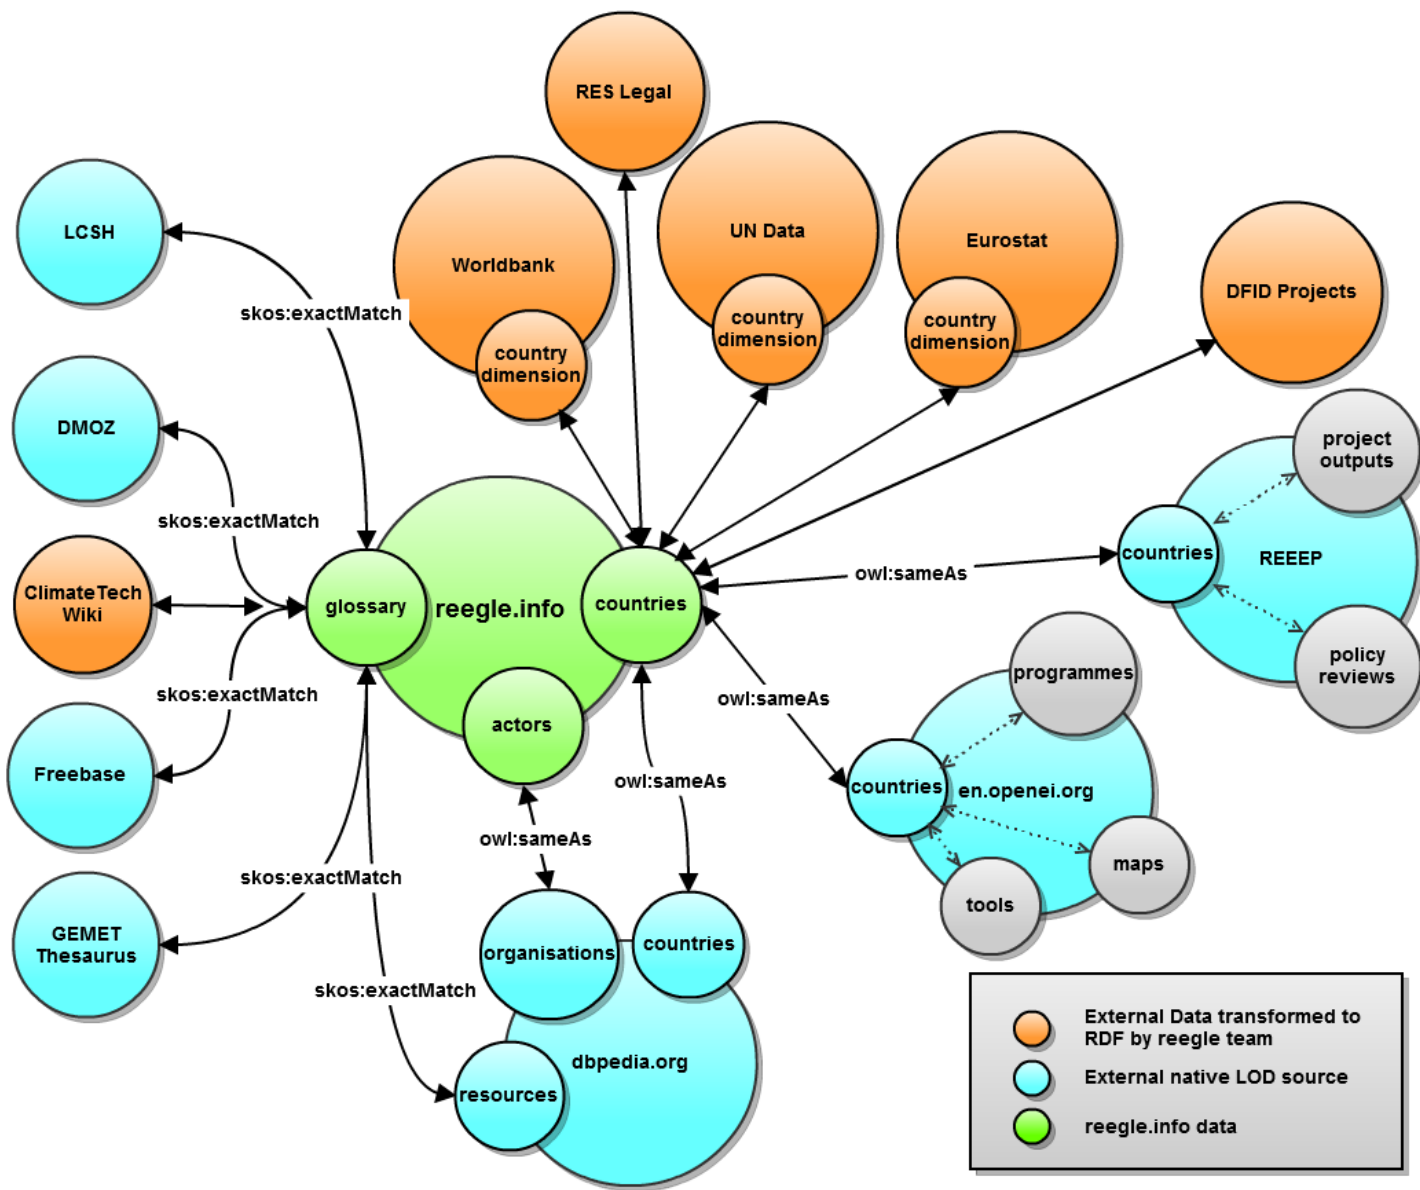 RES Legal
LCSH
Worldbank
UN Data
Eurostat
DFID Projects
country
dimension
country
dimension
country
dimension
skos:exactMatch
DMOZ
skos:exactMatch
project
outputs
countries
REEEP
policy
reviews
owl:sameAs
ClimateTech
Wiki
glossary
reegle.info
countries
actors
skos:exactMatch
Freebase
owl:sameAs
programmes
countries
en.openei.org
maps
tools
owl:sameAs
owl:sameAs
skos:exactMatch
GEMET
Thesaurus
organisations
countries
skos:exactMatch
dbpedia.org
resources
External Data transformed to
RDF by reegle team
External native LOD source
reegle.info data